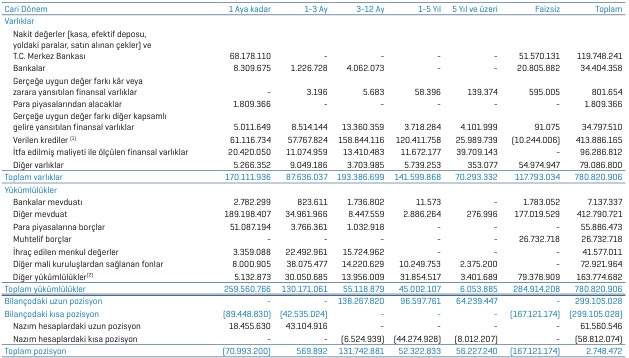 Cari Dönem 1 Aya kadar 1-3 Ay 3-12 Ay 1-5 Yıl 5 Yıl ve üzeri Faizsiz Toplam
Varlıklar
Nakit değerler (kasa, efektif deposu,
yoldaki paralar, satın alınan çekler) ve
T.C. Merkez Bankası 68.178.110 - - - - 51.570.131 119.748.241
Bankalar 8.309.675 1.226.728 4.062.073 - - 20.805.882 34.404.358
Gerçeğe uygun değer farkı kâr veya
zarara yansıtılan finansal varlıklar - 3.196 5.683 58.396 139.374 595.005 801.654
Para piyasalarından alacaklar 1.809.366 - - - - - 1.809.366
Gerçeğe uygun değer farkı diğer kapsamlı
gelire yansıtılan finansal varlıklar 5.011.649 8.514.144 13.360.359 3.718.284 4.101.999 91.075 34.797.510
Verilen krediler (1) 61.116.734 57.767.824 158.844.116 120.411.758 25.989.739 (10.244.006) 413.886.165
İtfa edilmiş maliyeti ile ölçülen finansal varlıklar 20.420.050 11.074.959 13.410.483 11.672.177 39.709.143 - 96.286.812
Diğer varlıklar 5.266.352 9.049.186 3.703.985 5.739.253 353.077 54.974.947 79.086.800
Toplam varlıklar 170.111.936 87.636.037 193.386.699 141.599.868 70.293.332 117.793.034 780.820.906
Yükümlülükler
Bankalar mevduatı 2.782.299 823.611 1.736.802 11.573 - 1.783.052 7.137.337
Diğer mevduat 189.198.407 34.961.966 8.447.559 2.886.264 276.996 177.019.529 412.790.721
Para piyasalarına borçlar 51.087.194 3.766.361 1.032.918 - - - 55.886.473
Muhtelif borçlar - - - - - 26.732.718 26.732.718
İhraç edilen menkul değerler 3.359.088 22.492.961 15.724.962 - - - 41.577.011
Diğer mali kuruluşlardan sağlanan fonlar 8.000.905 38.075.477 14.220.629 10.249.753 2.375.200 - 72.921.964
Diğer yükümlülükler(2) 5.132.873 30.050.685 13.956.009 31.854.517 3.401.689 79.378.909 163.774.682
Toplam yükümlülükler 259.560.766 130.171.061 55.118.879 45.002.107 6.053.885 284.914.208 780.820.906
Bilançodaki uzun pozisyon - - 138.267.820 96.597.761 64.239.447 - 299.105.028
Bilançodaki kısa pozisyon (89.448.830) (42.535.024) - - - (167.121.174) (299.105.028)
Nazım hesaplardaki uzun pozisyon 18.455.630 43.104.916 - - - - 61.560.546
Nazım hesaplardaki kısa pozisyon - - (6.524.939) (44.274.928) (8.012.207) - (58.812.074)
Toplam pozisyon (70.993.200) 569.892 131.742.881 52.322.833 56.227.240 (167.121.174) 2.748.472